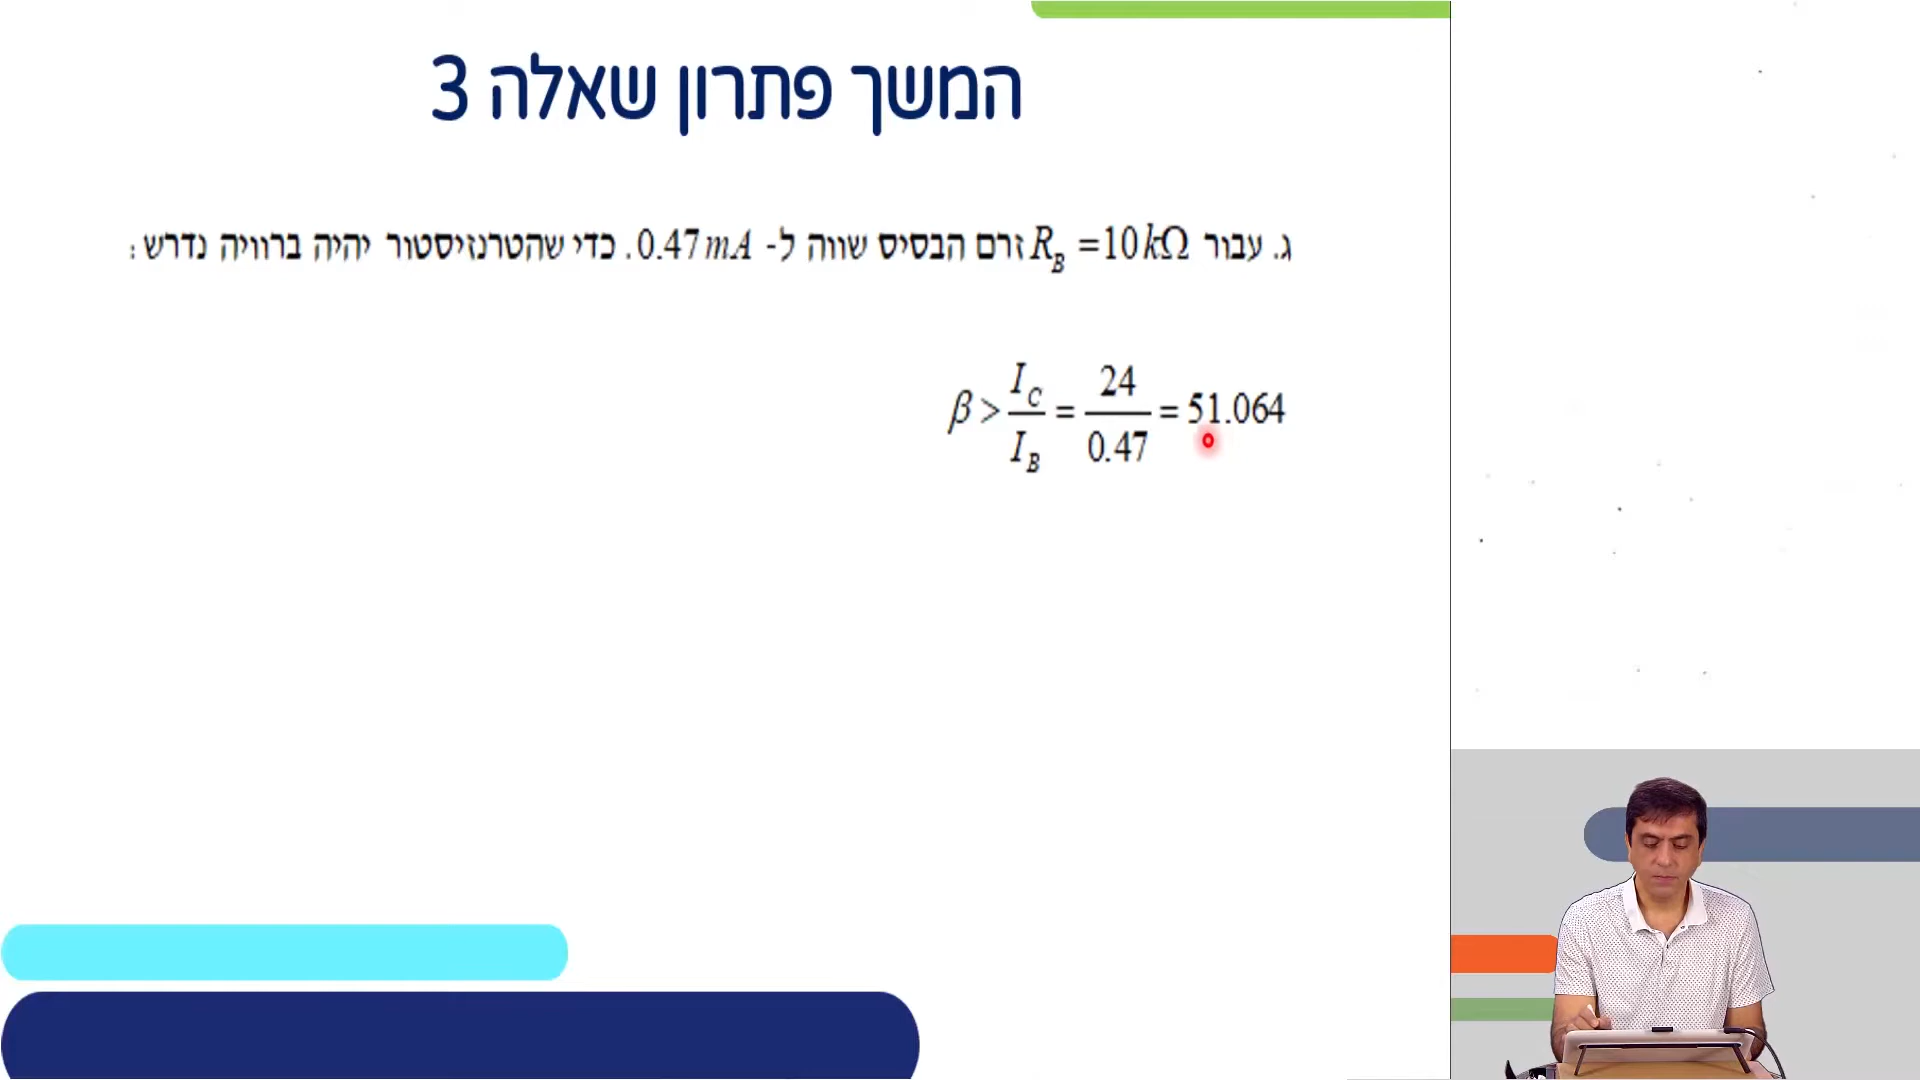 המשך פתרון שאלה 3
ג. עבור R_B = 10kΩ זרם הבסיס שווה ל- 0.47mA. כדי שהטרנזיסטור יהיה ברוויה נדרש:
β > I_C / I_B = 24 / 0.47 = 51.064